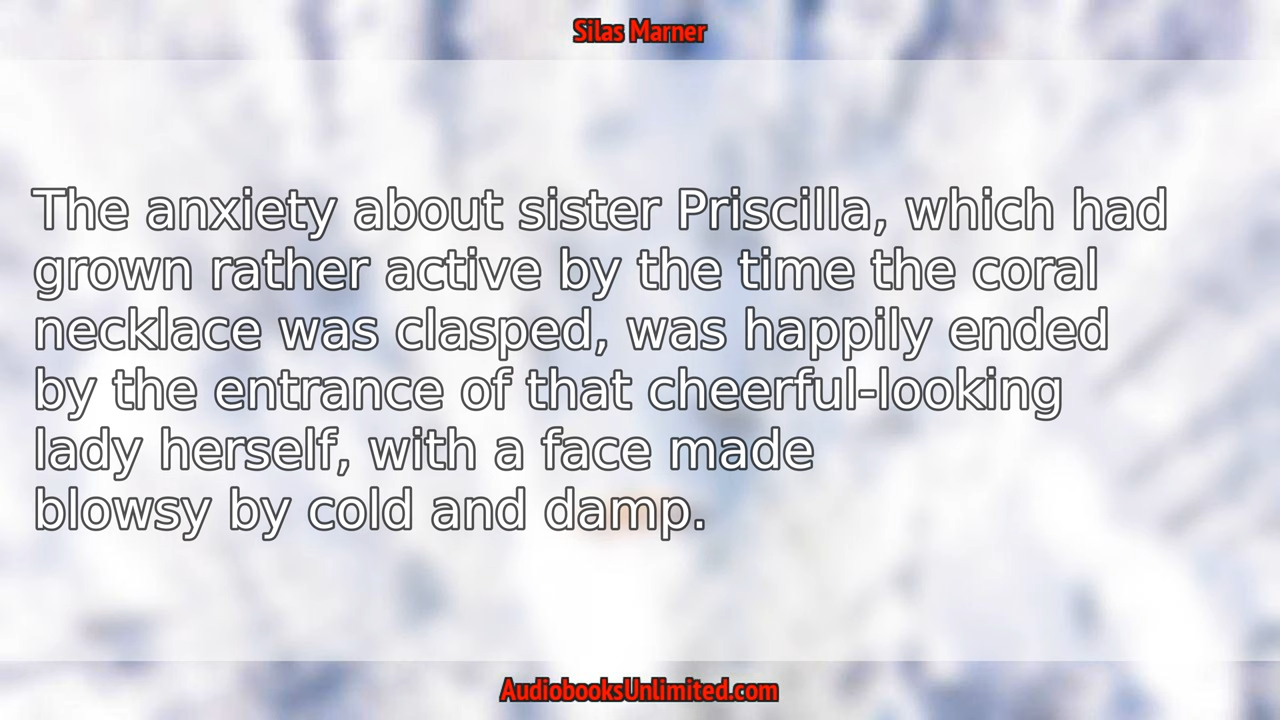 Silas Marner
The anxiety about sister Priscilla, which had
grown rather active by the time the coral
necklace was clasped, was happily ended
by the entrance of that cheerful-looking
lady herself, with a face made
blowsy by cold and damp.
AudiobooksUnlimited.com